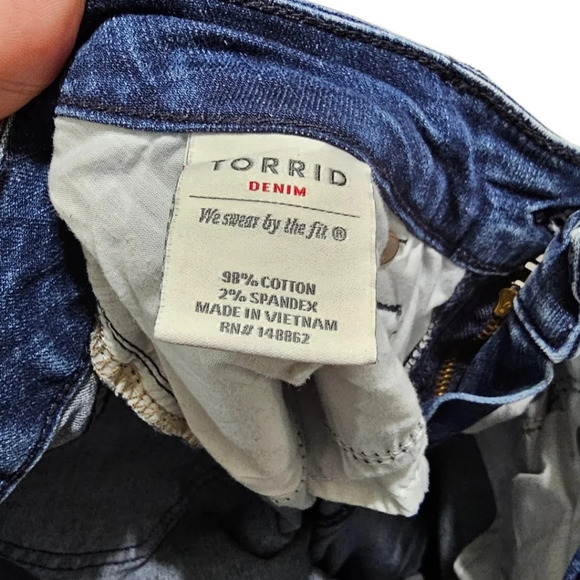 TORRID
DENIM
We swear by the fit ®
98% COTTON
2% SPANDEX
MADE IN VIETNAM
RN# 148862